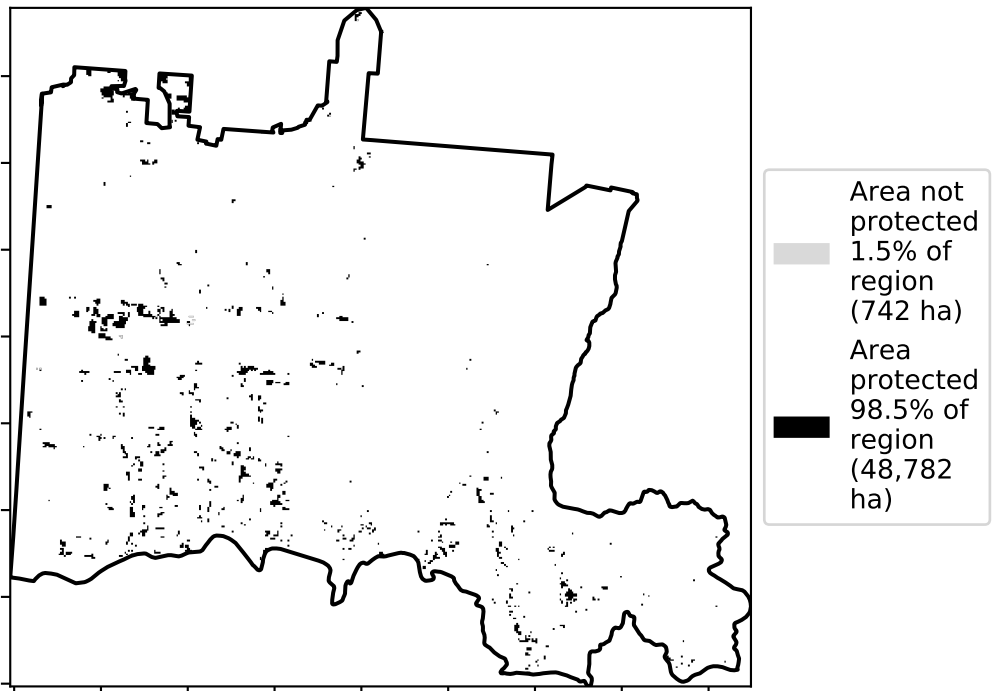 Area not
protected
1.5% of
region
(742 ha)
Area
protected
98.5% of
region
(48,782
ha)